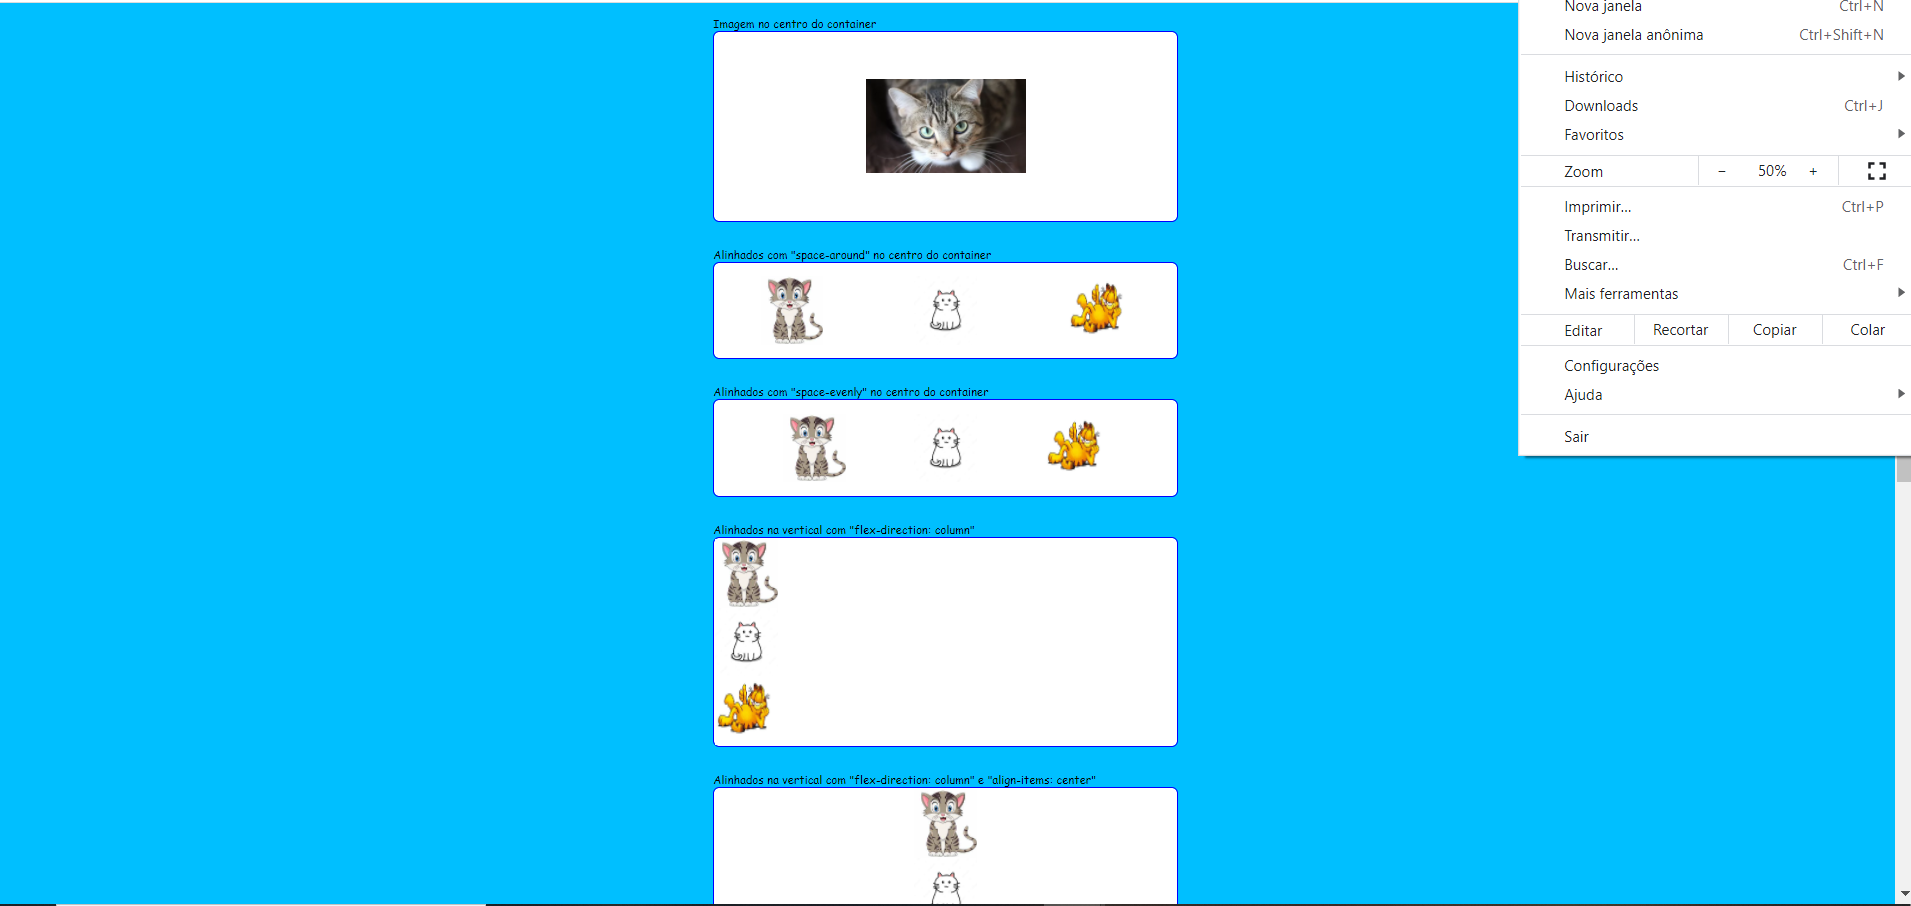 Imagem no centro do container
Alinhados com "space-around" no centro do container
Alinhados com "space-evenly" no centro do container
Alinhados na vertical com "flex-direction: column"
Alinhados na vertical com "flex-direction: column" e "align-items: center"
Nova janela Ctrl+N
Nova janela anônima Ctrl+Shift+N
Histórico
Downloads Ctrl+J
Favoritos
Zoom − 50% +
Imprimir... Ctrl+P
Transmitir...
Buscar... Ctrl+F
Mais ferramentas
Editar Recortar Copiar Colar
Configurações
Ajuda
Sair